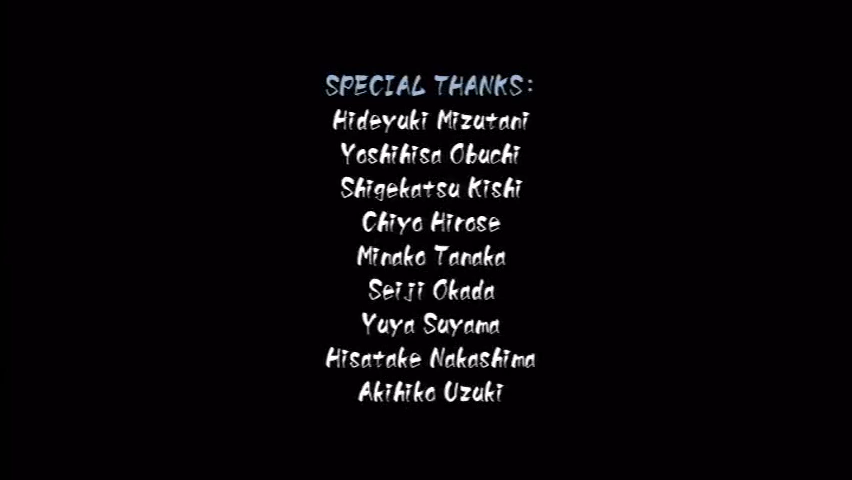 SPECIAL THANKS:
Hideyuki Mizutani
Yoshihisa Obuchi
Shigekatsu Kishi
Chiyo Hirose
Minako Tanaka
Seiji Okada
Yuya Suyama
Hisatake Nakashima
Akihiko Uzuki